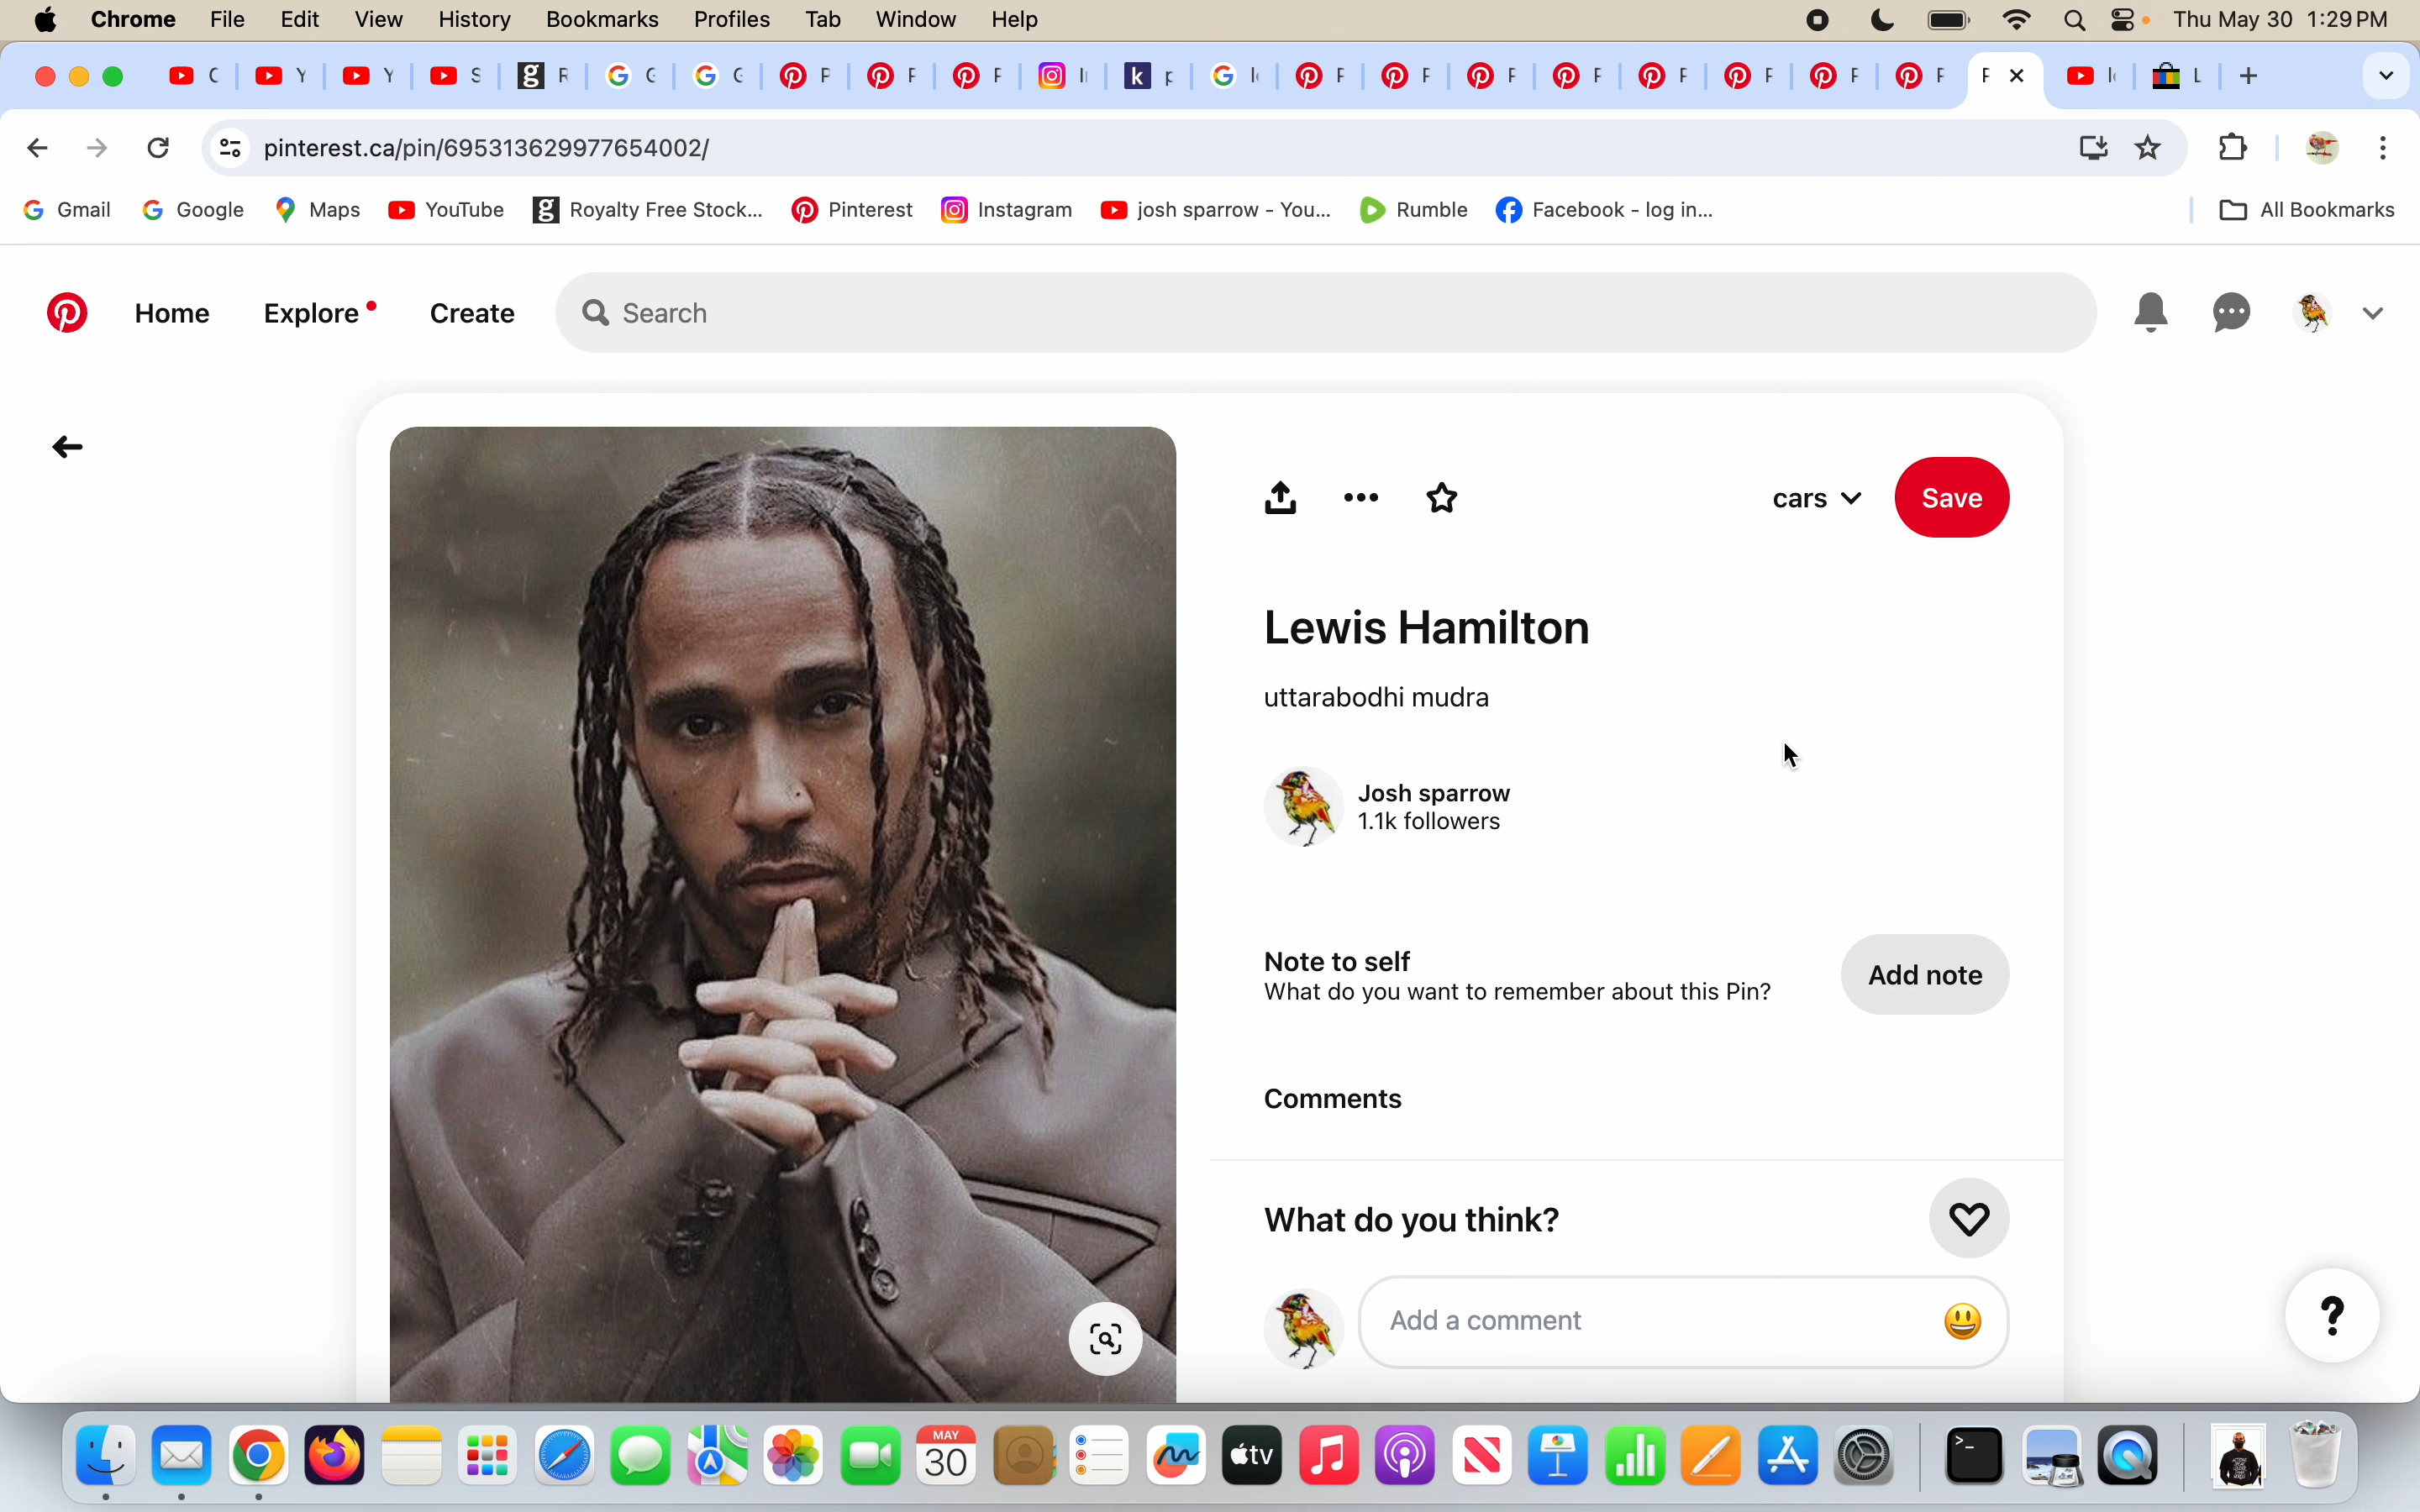 Chrome File Edit View History Bookmarks Profiles Tab Window Help Thu May 30 1:29 PM
pinterest.ca/pin/695313629977654002/
Gmail Google Maps YouTube Royalty Free Stock... Pinterest Instagram josh sparrow - You... Rumble Facebook - log in... All Bookmarks
Home Explore Create Search
cars Save
Lewis Hamilton
uttarabodhi mudra
Josh sparrow
1.1k followers
Note to self
What do you want to remember about this Pin?
Add note
Comments
What do you think?
Add a comment
?
MAY
30
tv